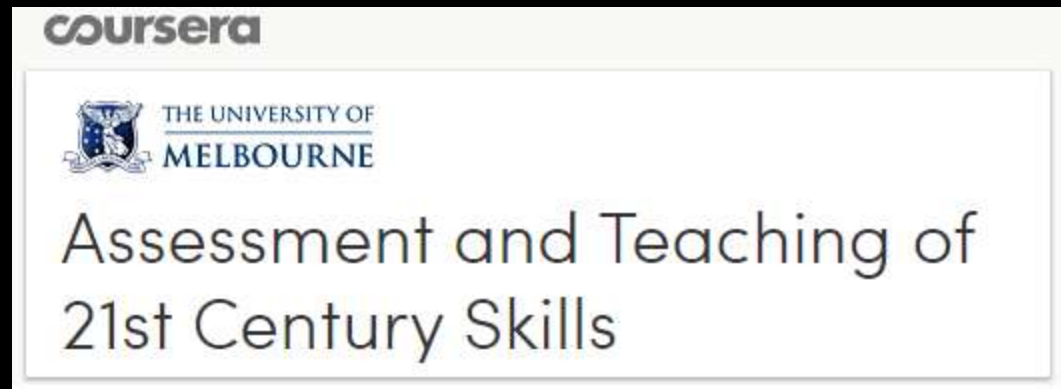 coursera
THE UNIVERSITY OF
MELBOURNE
Assessment and Teaching of
21st Century Skills